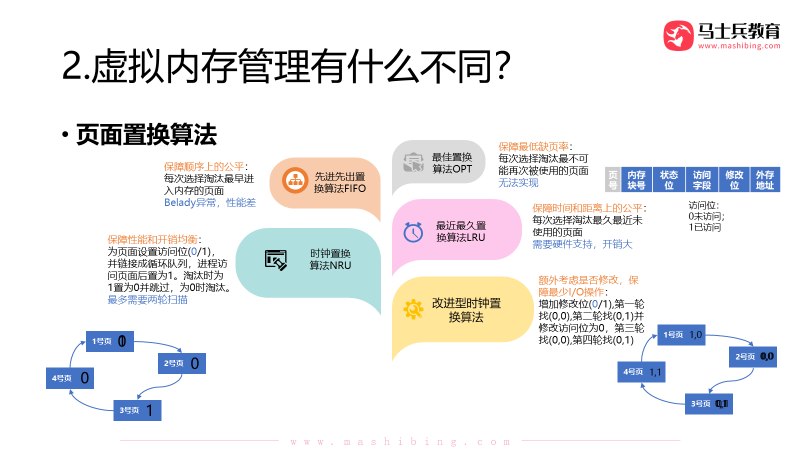 马士兵教育
www.mashibing.com
2.虚拟内存管理有什么不同？
• 页面置换算法
保障顺序上的公平：
每次选择淘汰最早进
入内存的页面
Belady异常，性能差
先进先出置
换算法FIFO
最佳置换
算法OPT
保障最低缺页率：
每次选择淘汰最不可
能再次被使用的页面
无法实现
页号
内存块号
状态位
访问字段
修改位
外存地址
访问位：
0未访问；
1已访问
保障性能和开销均衡：
为页面设置访问位(0/1)，
并链接成循环队列，进程访
问页面后置为1。淘汰时为
1置为0并跳过，为0时淘汰。
最多需要两轮扫描
时钟置换
算法NRU
最近最久置
换算法LRU
保障时间和距离上的公平：
每次选择淘汰最久最近未
使用的页面
需要硬件支持，开销大
改进型时钟置
换算法
额外考虑是否修改，保
障最少I/O操作：
增加修改位(0/1),第一轮
找(0,0),第二轮找(0,1)并
修改访问位为0，第三轮
找(0,0),第四轮找(0,1)
1号页
2号页 0
3号页 1
4号页 0
1号页 1,0
2号页 0,0
3号页
4号页 1,1
www.mashibing.com